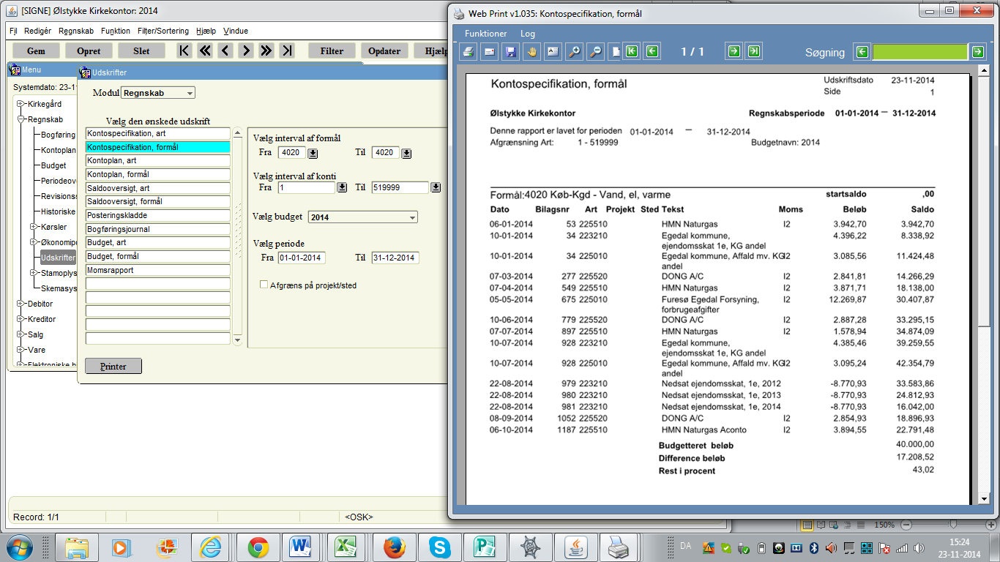 [SIGNE] Ølstykke Kirkekontor: 2014
Fil Redigér Regnskab Funktion Filter/Sortering Hjælp Vindue
Gem Opret Slet Filter Opdater Hjælp
Menu
Systemdato: 23-1
Kirkegård
Regnskab
Bogføring
Kontoplan
Budget
Periodeov
Revisionss
Historiske
Kørsler
Økonomipo
Udskrifter
Stamoplys
Skemasys
Debitor
Kreditor
Salg
Vare
Elektroniske b
Udskrifter
Modul Regnskab
Vælg den ønskede udskrift
Kontospecifikation, art
Kontospecifikation, formål
Kontoplan, art
Kontoplan, formål
Saldooversigt, art
Saldooversigt, formål
Posteringskladde
Bogføringsjournal
Budget, art
Budget, formål
Momsrapport
Printer
Vælg interval af formål
Fra 4020 Til 4020
Vælg interval af konti
Fra 1 Til 519999
Vælg budget 2014
Vælg periode
Fra 01-01-2014 Til 31-12-2014
Afgræns på projekt/sted
Record: 1/1 <OSK>
Web Print v1.035: Kontospecifikation, formål
Funktioner Log
1 / 1 Søgning
Kontospecifikation, formål Udskriftsdato 23-11-2014
Side 1
Ølstykke Kirkekontor Regnskabsperiode 01-01-2014 – 31-12-2014
Denne rapport er lavet for perioden 01-01-2014 – 31-12-2014
Afgrænsning Art: 1 - 519999 Budgetnavn: 2014
Formål:4020 Køb-Kgd - Vand, el, varme startsaldo ,00
Dato Bilagsnr Art Projekt Sted Tekst Moms Beløb Saldo
06-01-2014 53 225510 HMN Naturgas I2 3.942,70 3.942,70
10-01-2014 34 223210 Egedal kommune, 4.396,22 8.338,92
ejendomsskat 1e, KG andel
10-01-2014 34 225010 Egedal kommune, Affald mv. KG I2 3.085,56 11.424,48
andel
07-03-2014 277 225520 DONG A/C I2 2.841,81 14.266,29
07-04-2014 549 225510 HMN Naturgas I2 3.871,71 18.138,00
05-05-2014 675 225010 Furesø Egedal Forsyning, I2 12.269,87 30.407,87
forbrugeafgifter
10-06-2014 779 225520 DONG A/C I2 2.887,28 33.295,15
07-07-2014 897 225510 HMN Naturgas I2 1.578,94 34.874,09
10-07-2014 928 223210 Egedal kommune, 4.385,46 39.259,55
ejendomsskat 1e, KG andel
10-07-2014 928 225010 Egedal kommune, Affald mv. KG I2 3.095,24 42.354,79
andel
22-08-2014 979 223210 Nedsat ejendomsskat, 1e, 2012 -8.770,93 33.583,86
22-08-2014 980 223210 Nedsat ejendomsskat, 1e, 2013 -8.770,93 24.812,93
22-08-2014 981 223210 Nedsat ejendomsskat, 1e, 2014 -8.770,93 16.042,00
08-09-2014 1052 225520 DONG A/C I2 2.854,93 18.896,93
06-10-2014 1187 225510 HMN Naturgas Aconto I2 3.894,55 22.791,48
Budgetteret beløb 40.000,00
Difference beløb 17.208,52
Rest i procent 43,02
150%
DA 15:24
23-11-2014